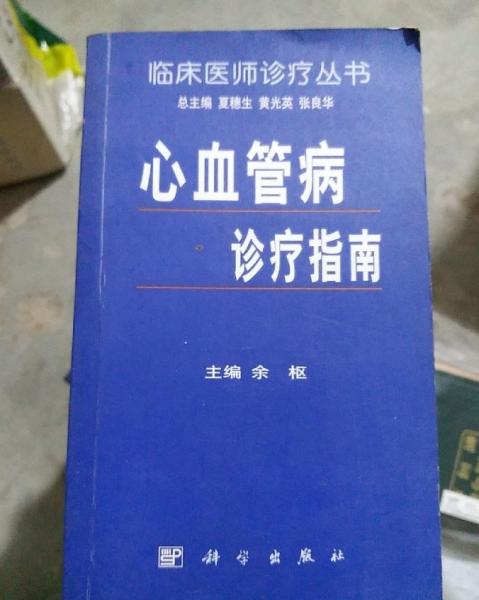 临床医师诊疗丛书
总主编 夏穗生 黄光英 张良华
心血管病
诊疗指南
主编 余 枢
科学出版社